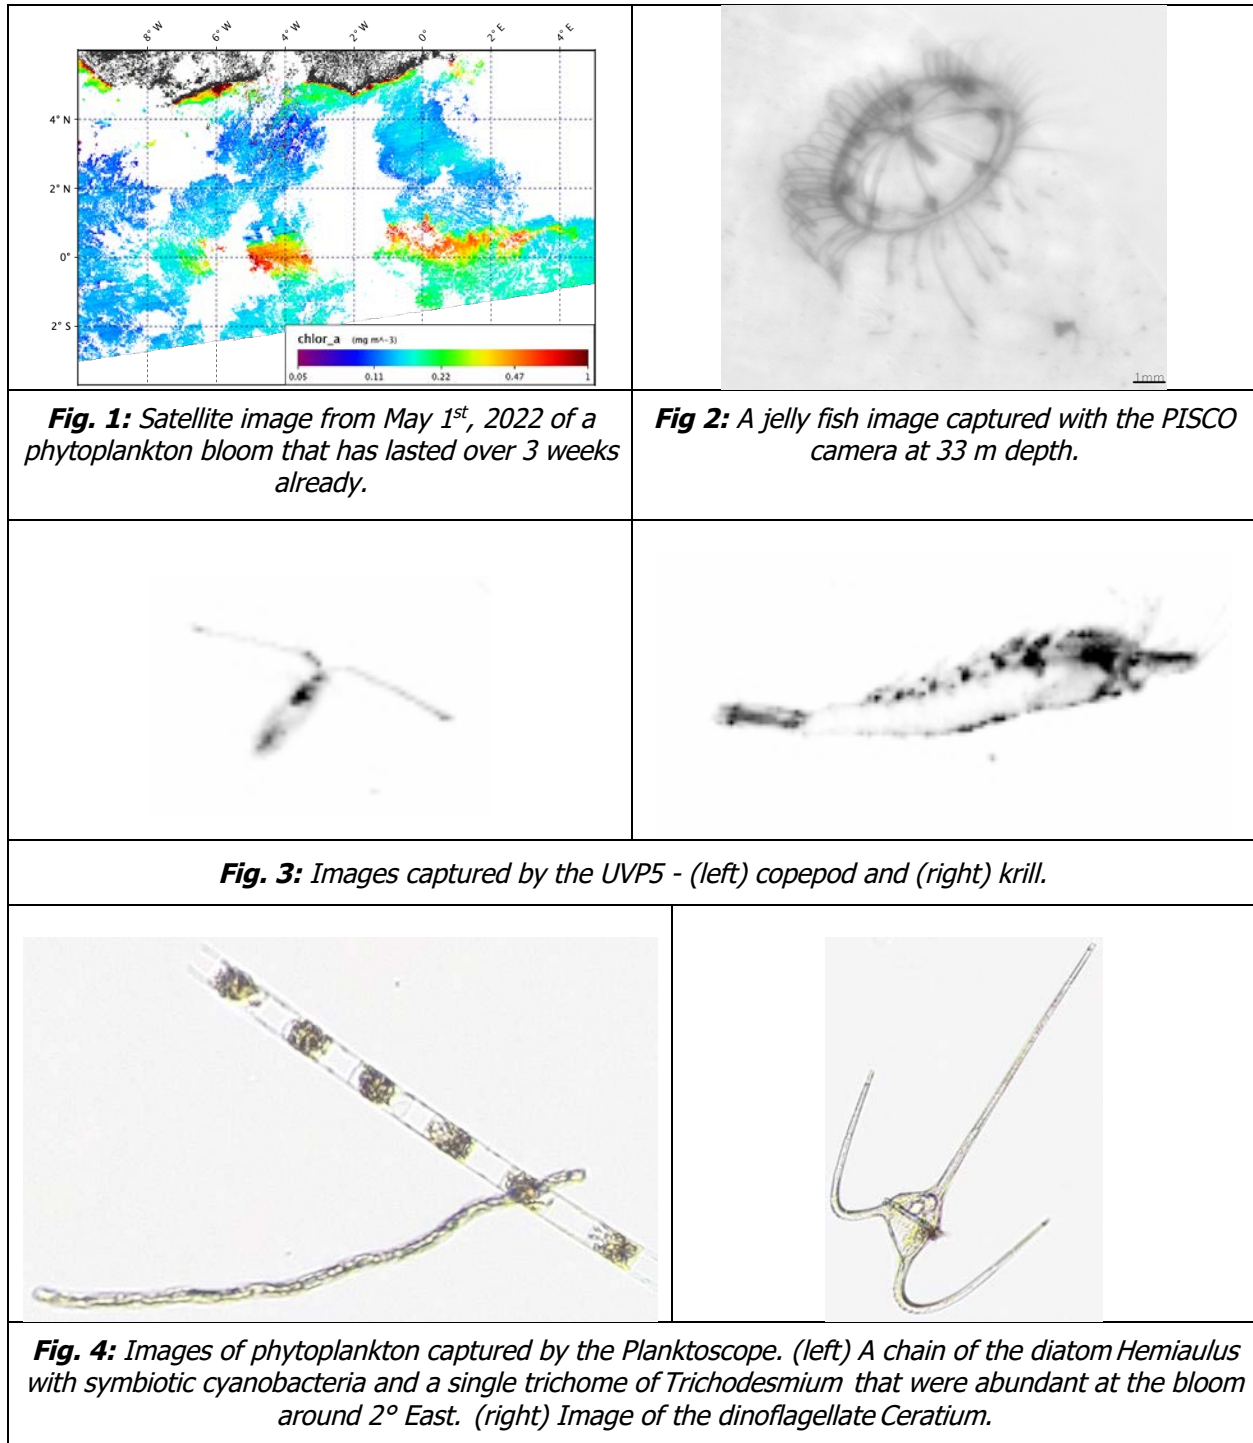 8° W 6° W 4° W 2° W 0° 2° E 4° E
4° N
2° N
0°
2° S
chlor_a (mg m^-3)
0.05 0.11 0.22 0.47 1
1mm
Fig. 1: Satellite image from May 1st, 2022 of a
phytoplankton bloom that has lasted over 3 weeks
already.
Fig 2: A jelly fish image captured with the PISCO
camera at 33 m depth.
Fig. 3: Images captured by the UVP5 - (left) copepod and (right) krill.
Fig. 4: Images of phytoplankton captured by the Planktoscope. (left) A chain of the diatom Hemiaulus
with symbiotic cyanobacteria and a single trichome of Trichodesmium that were abundant at the bloom
around 2° East. (right) Image of the dinoflagellate Ceratium.